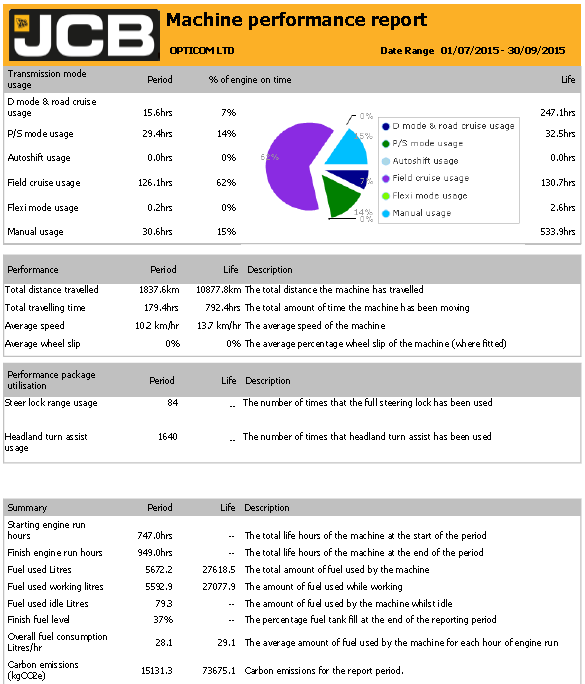 JCB
Machine performance report
OPTICOM LTD Date Range 01/07/2015 - 30/09/2015
Transmission mode usage Period % of engine on time Life
D mode & road cruise usage 15.6hrs 7% 247.1hrs
P/S mode usage 29.4hrs 14% 32.5hrs
Autoshift usage 0.0hrs 0% 0.0hrs
Field cruise usage 126.1hrs 62% 130.7hrs
Flexi mode usage 0.2hrs 0% 2.6hrs
Manual usage 30.6hrs 15% 533.9hrs
0%
15%
62%
7%
14%
0%
D mode & road cruise usage
P/S mode usage
Autoshift usage
Field cruise usage
Flexi mode usage
Manual usage
Performance Period Life Description
Total distance travelled 1837.6km 10877.8km The total distance the machine has travelled
Total travelling time 179.4hrs 792.4hrs The total amount of time the machine has been moving
Average speed 10.2 km/hr 13.7 km/hr The average speed of the machine
Average wheel slip 0% 0% The average percentage wheel slip of the machine (where fitted)
Performance package utilisation Period Life Description
Steer lock range usage 84 -- The number of times that the full steering lock has been used
Headland turn assist usage 1640 -- The number of times that headland turn assist has been used
Summary Period Life Description
Starting engine run hours 747.0hrs -- The total life hours of the machine at the start of the period
Finish engine run hours 949.0hrs -- The total life hours of the machine at the end of the period
Fuel used Litres 5672.2 27618.5 The total amount of fuel used by the machine
Fuel used working litres 5592.9 27077.9 The amount of fuel used while working
Fuel used idle Litres 79.3 -- The amount of fuel used by the machine whilst idle
Finish fuel level 37% -- The percentage fuel tank fill at the end of the reporting period
Overall fuel consumption Litres/hr 28.1 29.1 The average amount of fuel used by the machine for each hour of engine run
Carbon emissions (kgCO2e) 15131.3 73675.1 Carbon emissions for the report period.